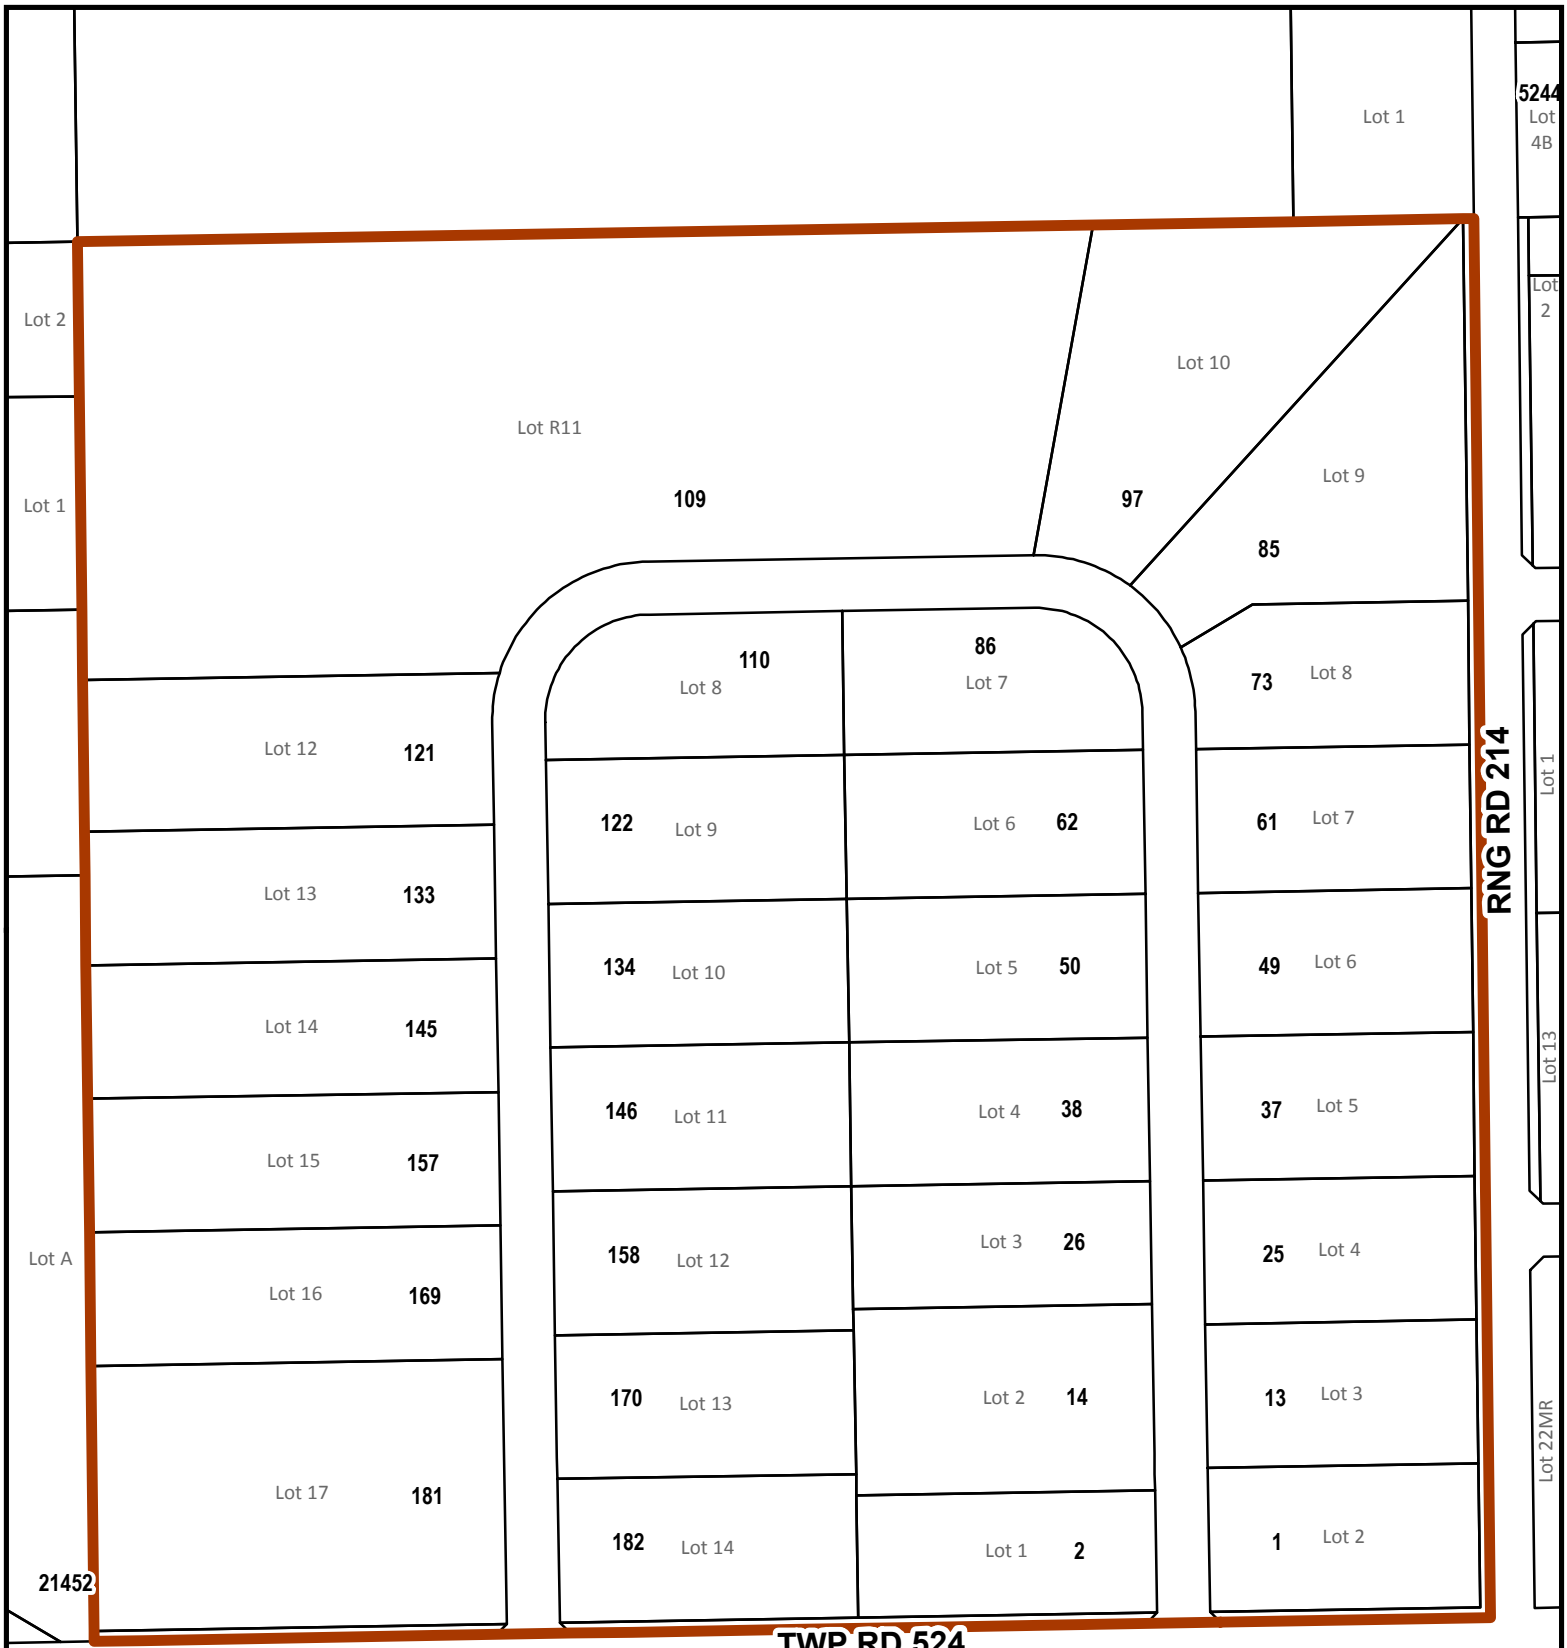 Lot 1
5244
Lot
4B
Lot 2
Lot
2
Lot 10
Lot R11
Lot 9
109
97
Lot 1
85
110
86
Lot 8
Lot 7
73
Lot 8
Lot 12
121
RNG RD 214
Lot 1
122
Lot 9
Lot 6
62
61
Lot 7
Lot 13
133
134
Lot 10
Lot 5
50
49
Lot 6
Lot 14
145
Lot 13
146
Lot 11
Lot 4
38
37
Lot 5
Lot 15
157
Lot A
158
Lot 12
Lot 3
26
25
Lot 4
Lot 16
169
170
Lot 13
Lot 2
14
13
Lot 3
Lot 22MR
Lot 17
181
182
Lot 14
Lot 1
2
1
Lot 2
21452
TWP RD 524